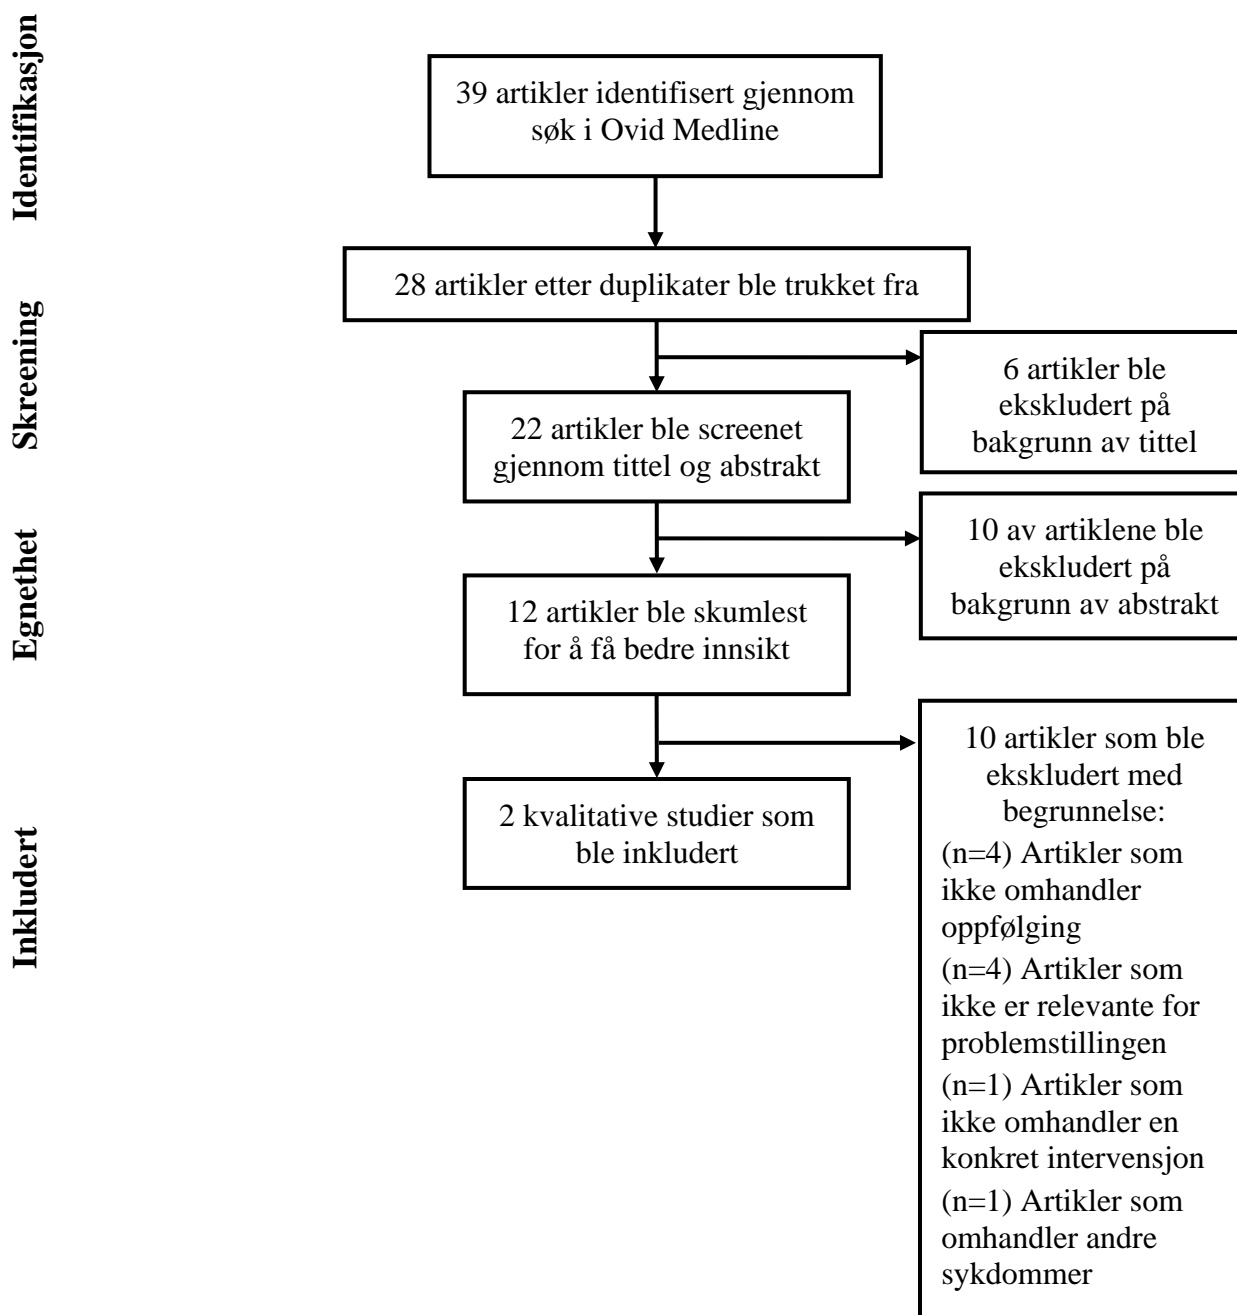 Identifikasjon
39 artikler identifisert gjennom
søk i Ovid Medline
28 artikler etter duplikater ble trukket fra
Skreening
6 artikler ble
ekskludert på
bakgrunn av tittel
22 artikler ble screenet
gjennom tittel og abstrakt
10 av artiklene ble
ekskludert på
bakgrunn av abstrakt
Egnethet
12 artikler ble skumlest
for å få bedre innsikt
10 artikler som ble
ekskludert med
begrunnelse:
(n=4) Artikler som
ikke omhandler
oppfølging
(n=4) Artikler som
ikke er relevante for
problemstillingen
(n=1) Artikler som
ikke omhandler en
konkret intervensjon
(n=1) Artikler som
omhandler andre
sykdommer
Inkludert
2 kvalitative studier som
ble inkludert